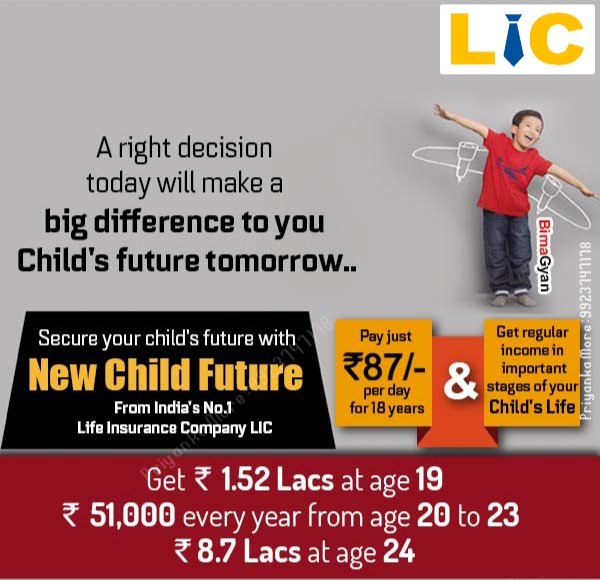 LIC
A right decision
today will make a
big difference to you
Child's future tomorrow..
BimaGyan
Priyanka More:9923747178
Secure your child's future with
New Child Future
From India's No.1
Life Insurance Company LIC
Pay just
₹87/-
per day
for 18 years
&
Get regular
income in
important
stages of your
Child's Life
Get ₹ 1.52 Lacs at age 19
₹ 51,000 every year from age 20 to 23
₹ 8.7 Lacs at age 24